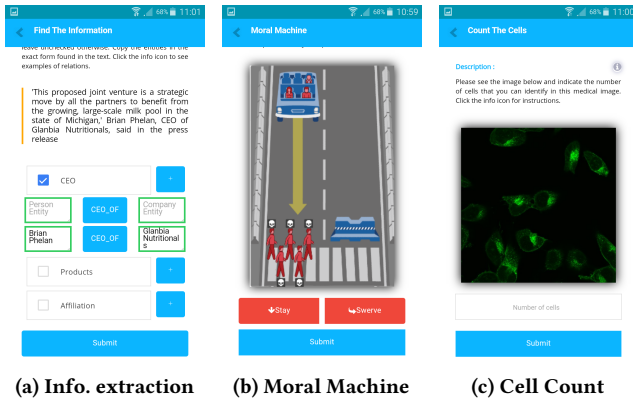 68% 11:01
Find The Information
leave unchecked otherwise. Copy the entities in the
exact form found in the text. Click the info icon to see
examples of relations.
'This proposed joint venture is a strategic
move by all the partners to benefit from
the growing, large-scale milk pool in the
state of Michigan,' Brian Phelan, CEO of
Glanbia Nutritionals, said in the press
release
CEO
+
Person
Entity
CEO_OF
Company
Entity
Brian
Phelan
CEO_OF
Glanbia
Nutritional
s
Products
+
Affiliation
+
Submit
(a) Info. extraction
68% 10:59
Moral Machine
Stay
Swerve
Submit
(b) Moral Machine
68% 11:00
Count The Cells
Description :
i
Please see the image below and indicate the number
of cells that you can identify in this medical image.
Click the info icon for instructions.
Number of cells
Submit
(c) Cell Count